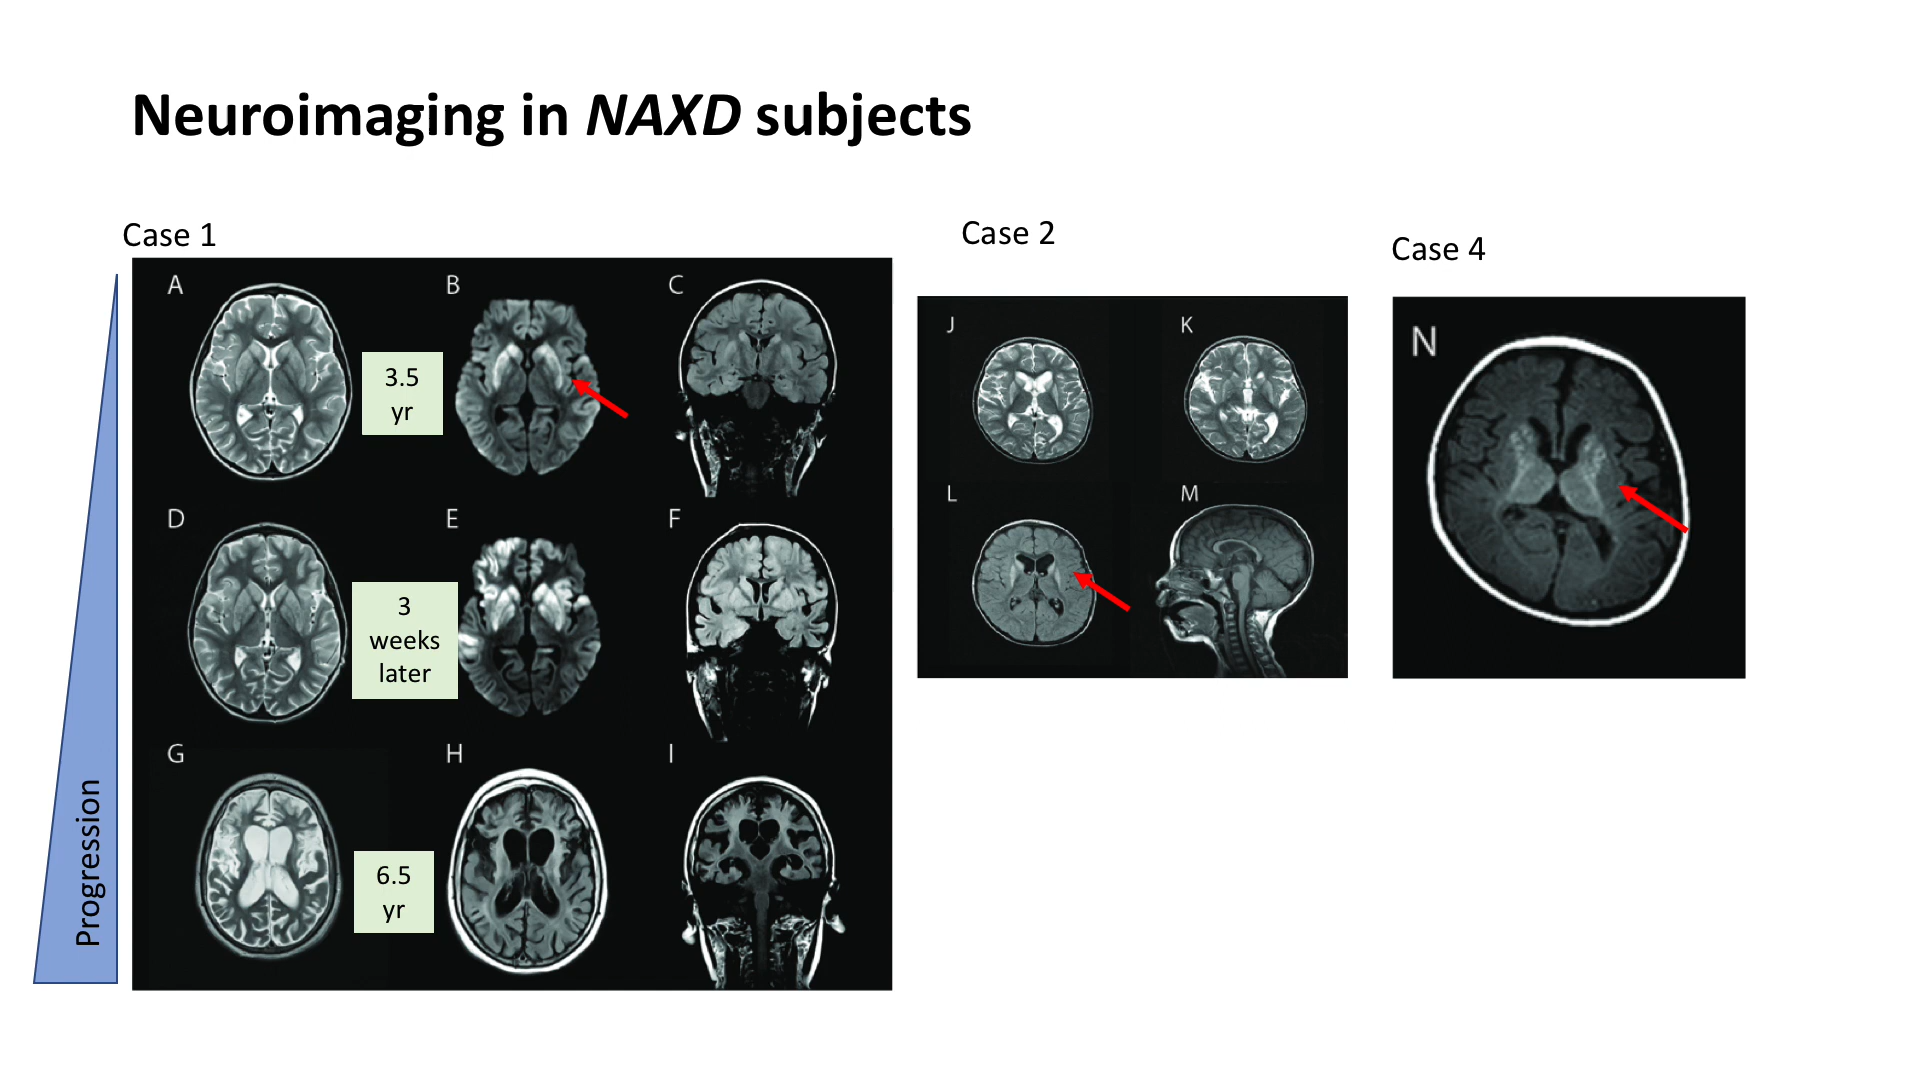 Neuroimaging in NAXD subjects
Case 1
Case 2
Case 4
A
B
C
3.5
yr
D
E
F
3
weeks
later
G
H
I
6.5
yr
Progression
J
K
L
M
N